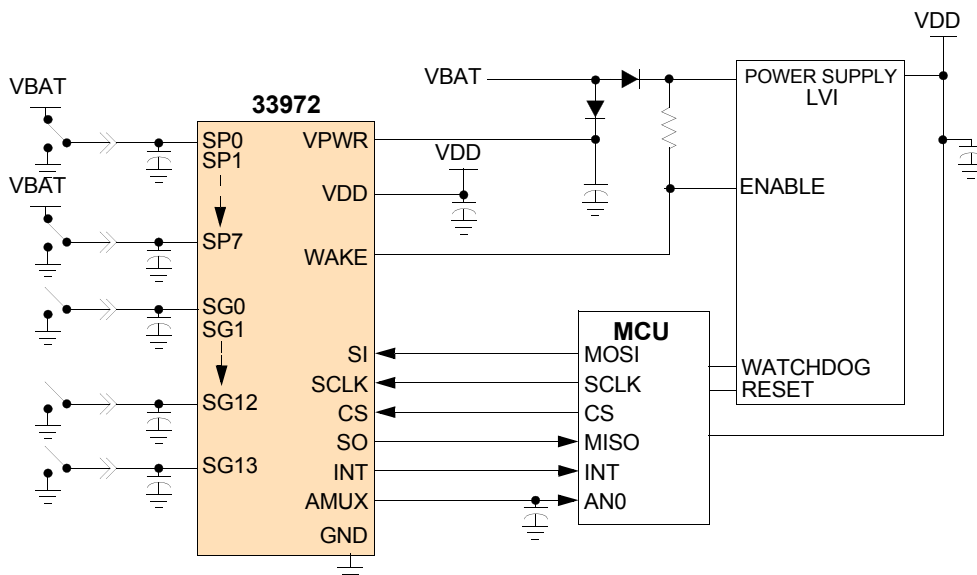 VDD
VBAT
POWER SUPPLY
LVI
VBAT
33972
SP0
SP1
VPWR
VDD
VDD
ENABLE
VBAT
SP7
WAKE
SG0
SG1
MCU
SI
MOSI
WATCHDOG
SCLK
SCLK
RESET
SG12
CS
CS
SO
MISO
SG13
INT
INT
AMUX
AN0
GND